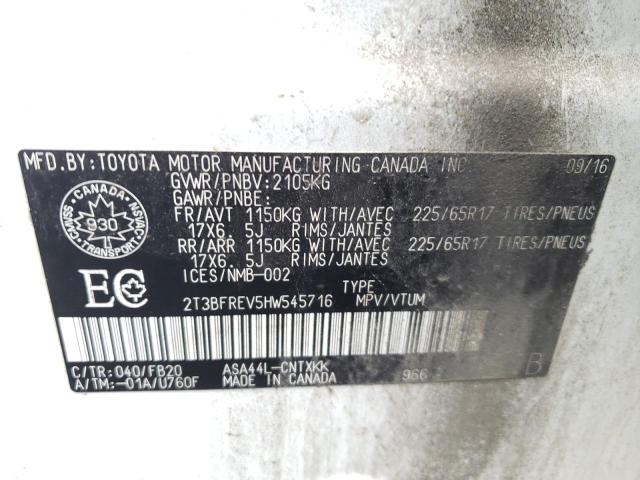 MFD.BY:TOYOTA MOTOR MANUFACTURING CANADA INC 09/16
GVWR/PNBV:2105KG
GAWR/PNBE:
FR/AVT 1150KG WITH/AVEC 225/65R17 TIRES/PNEUS
17X6.5J RIMS/JANTES
RR/ARR 1150KG WITH/AVEC 225/65R17 TIRES/PNEUS
17X6.5J RIMS/JANTES
ICES/NMB-002
CANADA
930
TRANSPORT
CMVSS
NSVAC
EC
TYPE
2T3BFREV5HW545716 MPV/VTUM
C/TR:040/FB20 ASA44L-CNTXKK 966 B
A/TM:-01A/U760F MADE IN CANADA